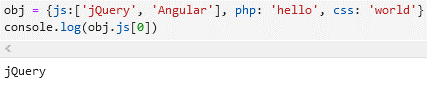 obj = {js:['jQuery', 'Angular'], php: 'hello', css: 'world'}
console.log(obj.js[0])
<
jQuery